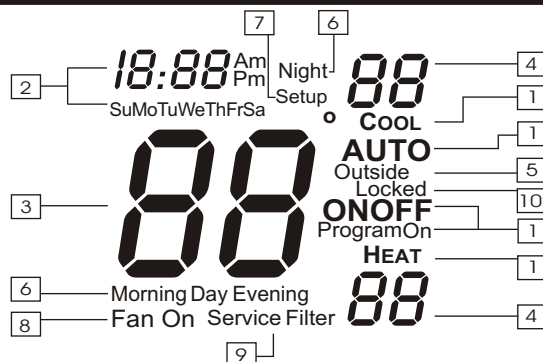 7 6
18:88 Am Pm Night 88 4
2 Setup 1
SuMoTuWeThFrSa ° COOL
AUTO 1
88 Outside 5
Locked 10
3 ONOFF
ProgramOn 1
HEAT 1
6 Morning Day Evening 88
8 Fan On Service Filter 4
9